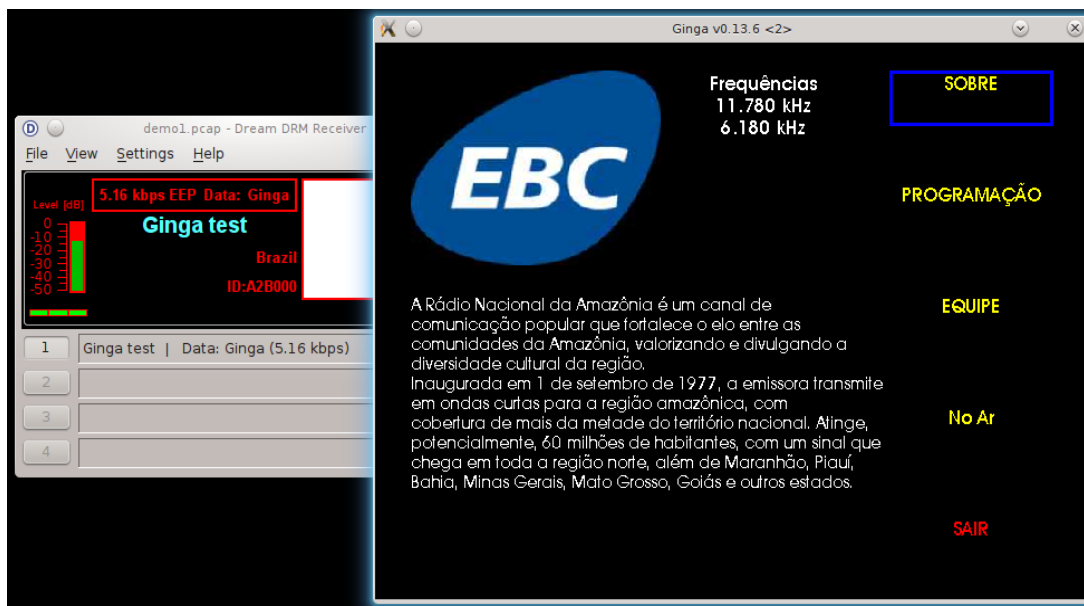 demo1.pcap - Dream DRM Receiver
File View Settings Help
Level [dB]
0
-10
-20
-30
-40
-50
5.16 kbps EEP Data: Ginga
Ginga test
Brazil
ID:A2B000
1 Ginga test | Data: Ginga (5.16 kbps)
2
3
4
Ginga v0.13.6 <2>
EBC
Frequências
11.780 kHz
6.180 kHz
A Rádio Nacional da Amazônia é um canal de
comunicação popular que fortalece o elo entre as
comunidades da Amazônia, valorizando e divulgando a
diversidade cultural da região.
Inaugurada em 1 de setembro de 1977, a emissora transmite
em ondas curtas para a região amazônica, com
cobertura de mais da metade do território nacional. Atinge,
potencialmente, 60 milhões de habitantes, com um sinal que
chega em toda a região norte, além de Maranhão, Piauí,
Bahia, Minas Gerais, Mato Grosso, Goiás e outros estados.
SOBRE
PROGRAMAÇÃO
EQUIPE
No Ar
SAIR